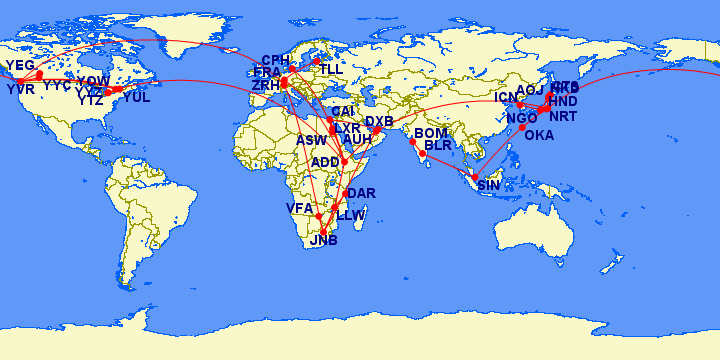 YEG
YVR
YYC
YOW
YYZ
YTZ
YUL
CPH
FRA
ZRH
TLL
CAI
LXR
ASW
AUH
DXB
ADD
DAR
VFA
LLW
JNB
BOM
BLR
SIN
ICN
AOJ
CTS
HND
NGO
NRT
OKA